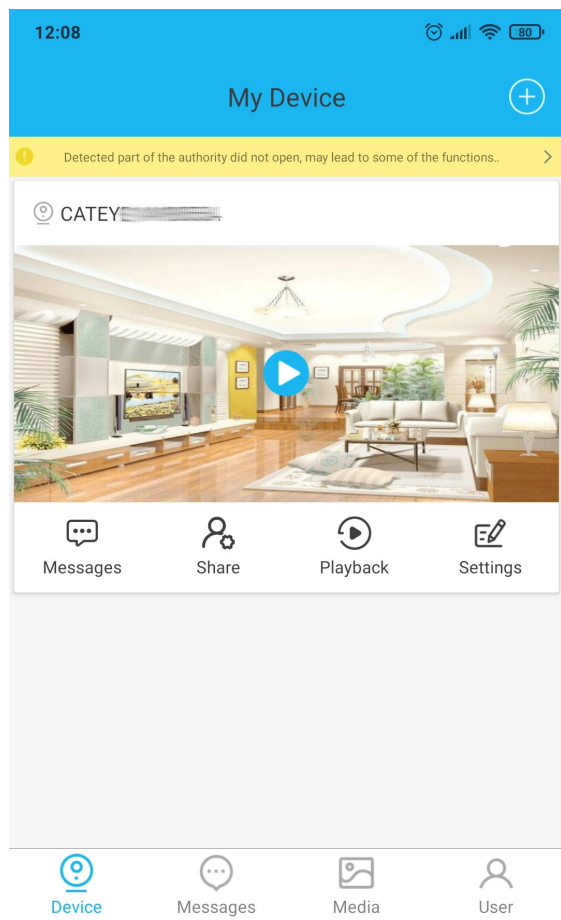 12:08
80
My Device
Detected part of the authority did not open, may lead to some of the functions..
CATEY
Messages
Share
Playback
Settings
Device
Messages
Media
User